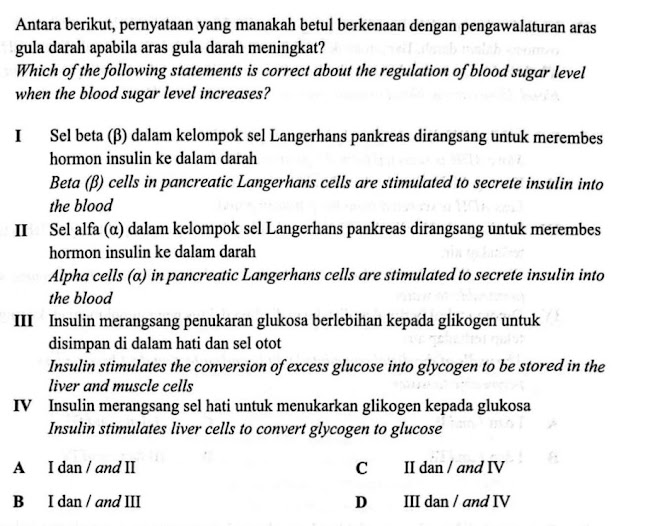 Antara berikut, pernyataan yang manakah betul berkenaan dengan pengawalaturan aras
gula darah apabila aras gula darah meningkat?
Which of the following statements is correct about the regulation of blood sugar level
when the blood sugar level increases?
I Sel beta (β) dalam kelompok sel Langerhans pankreas dirangsang untuk merembes
hormon insulin ke dalam darah
Beta (β) cells in pancreatic Langerhans cells are stimulated to secrete insulin into
the blood
II Sel alfa (α) dalam kelompok sel Langerhans pankreas dirangsang untuk merembes
hormon insulin ke dalam darah
Alpha cells (α) in pancreatic Langerhans cells are stimulated to secrete insulin into
the blood
III Insulin merangsang penukaran glukosa berlebihan kepada glikogen untuk
disimpan di dalam hati dan sel otot
Insulin stimulates the conversion of excess glucose into glycogen to be stored in the
liver and muscle cells
IV Insulin merangsang sel hati untuk menukarkan glikogen kepada glukosa
Insulin stimulates liver cells to convert glycogen to glucose
A I dan / and II C II dan / and IV
B I dan / and III D III dan / and IV